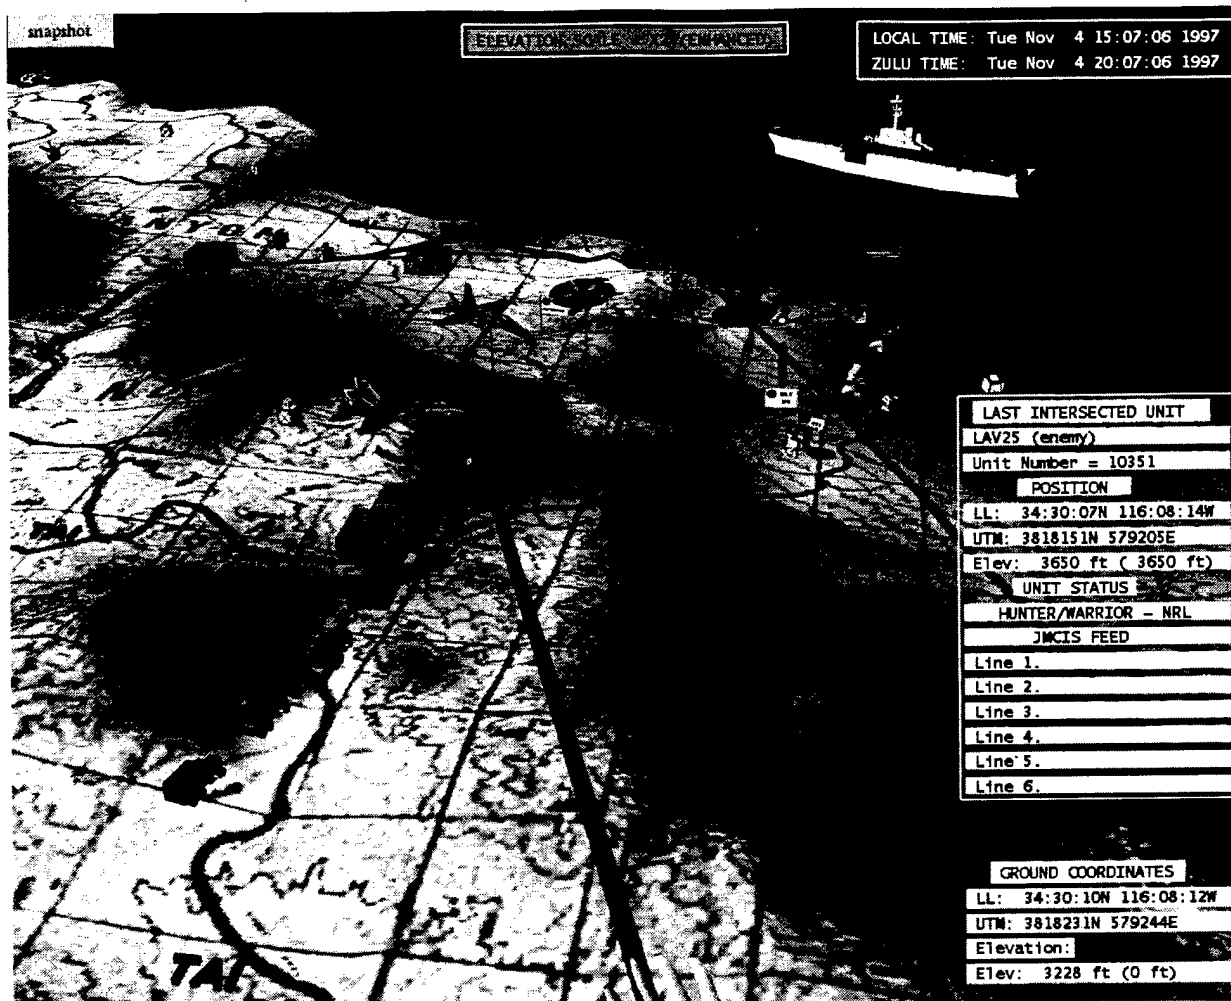 snapshot
ELEVATION (ENHANCED)
LOCAL TIME: Tue Nov 4 15:07:06 1997
ZULU TIME: Tue Nov 4 20:07:06 1997
LAST INTERSECTED UNIT
LAV25 (enemy)
Unit Number = 10351
POSITION
LL: 34:30:07N 116:08:14W
UTM: 3818151N 579205E
Elev: 3650 ft ( 3650 ft)
UNIT STATUS
HUNTER/WARRIOR - NRL
JMCIS FEED
Line 1.
Line 2.
Line 3.
Line 4.
Line 5.
Line 6.
GROUND COORDINATES
LL: 34:30:10N 116:08:12W
UTM: 3818231N 579244E
Elevation:
Elev: 3228 ft (0 ft)
TAI